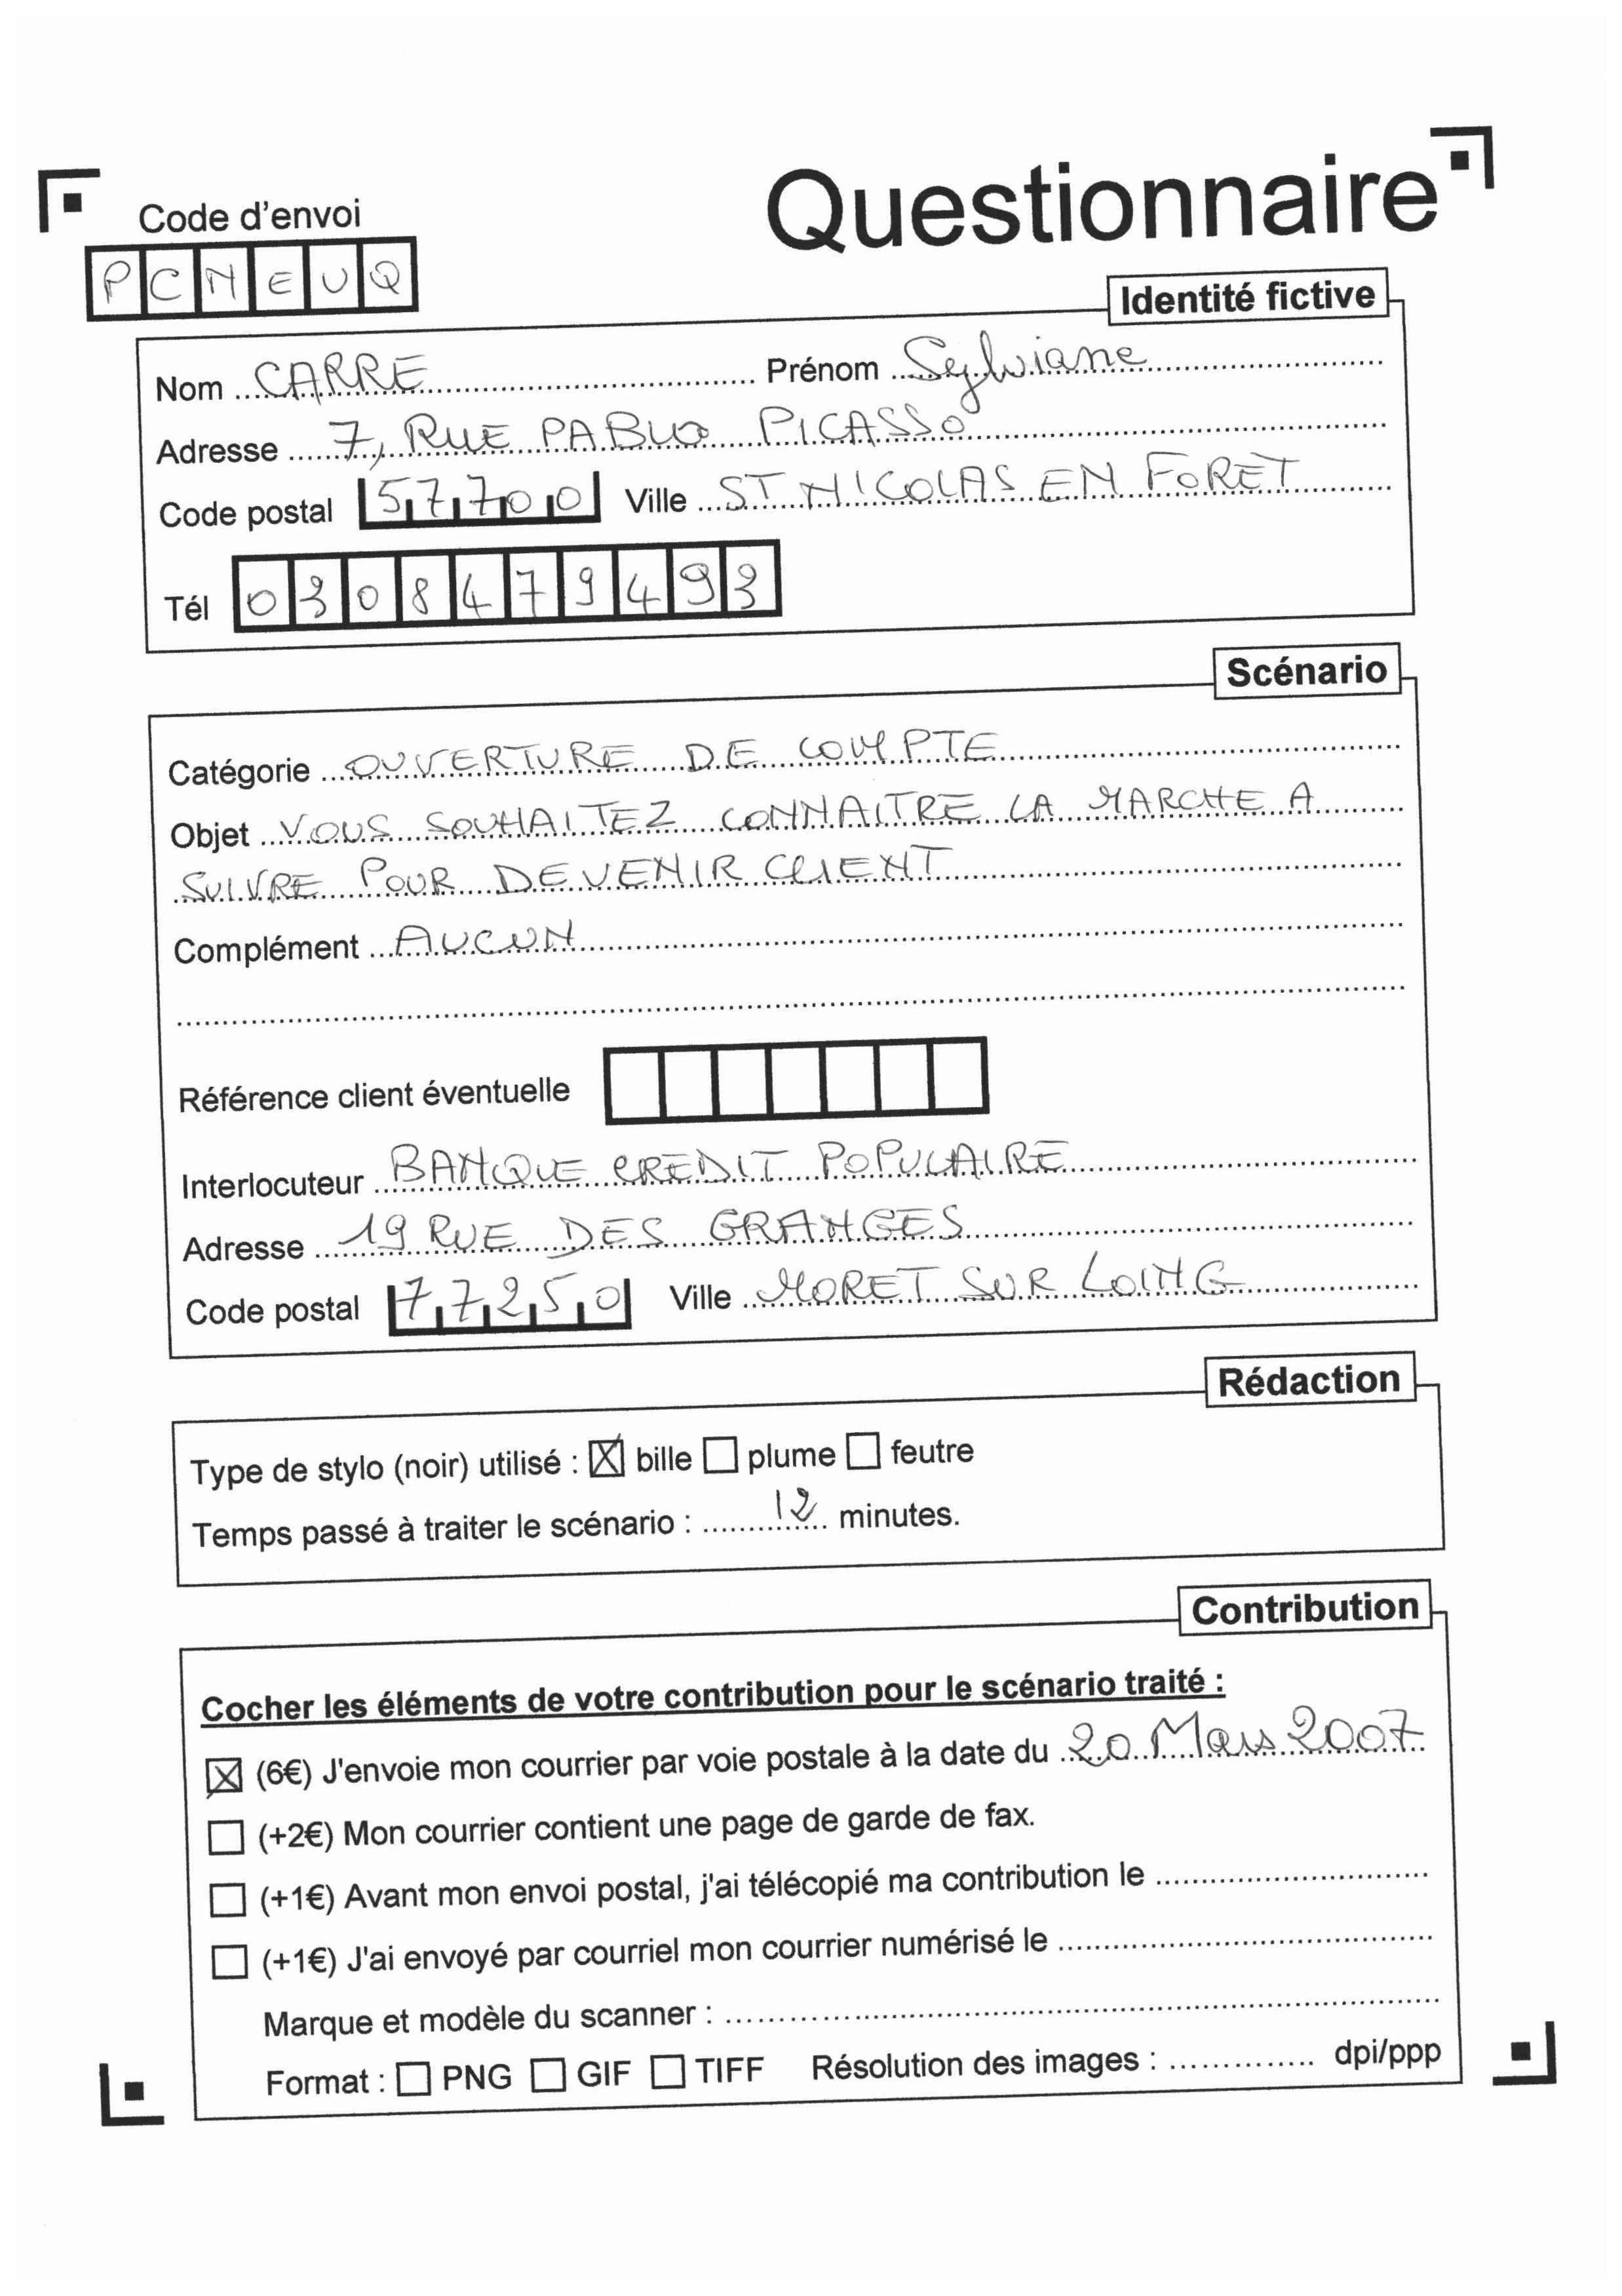 Questionnaire
Code d'envoi
PCNEUQ
Identité fictive
Nom CARRE Prénom Sylviane
Adresse 7, RUE PABLO PICASSO
Code postal 57700 Ville ST NICOLAS EN FORET
Tél 0308479493
Scénario
Catégorie OUVERTURE DE COMPTE
Objet VOUS SOUHAITEZ CONNAITRE LA MARCHE A
SUIVRE POUR DEVENIR CLIENT
Complément AUCUN
Référence client éventuelle
Interlocuteur BANQUE CREDIT POPULAIRE
Adresse 19 RUE DES GRANGES
Code postal 77250 Ville MORET SUR LOING
Rédaction
Type de stylo (noir) utilisé : ☒ bille ☐ plume ☐ feutre
Temps passé à traiter le scénario : 12 minutes.
Contribution
Cocher les éléments de votre contribution pour le scénario traité :
☒ (6€) J'envoie mon courrier par voie postale à la date du 20 Mars 2007
☐ (+2€) Mon courrier contient une page de garde de fax.
☐ (+1€) Avant mon envoi postal, j'ai télécopié ma contribution le
☐ (+1€) J'ai envoyé par courriel mon courrier numérisé le
Marque et modèle du scanner :
Format : ☐ PNG ☐ GIF ☐ TIFF Résolution des images : dpi/ppp